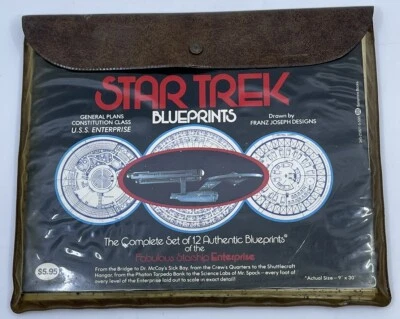 STAR TREK
BLUEPRINTS
GENERAL PLANS
CONSTITUTION CLASS
U.S.S. ENTERPRISE
Drawn by
FRANZ JOSEPH DESIGNS
The Complete Set of 12 Authentic Blueprints*
of the
Fabulous Starship Enterprise
$5.95
From the Bridge to Dr. McCoy's Sick Bay, from the Crew's Quarters to the Shuttlecraft
Hangar, from the Photon Torpedo Bank to the Science Labs of Mr. Spock – every foot of
every level of the Enterprise laid out to scale in exact detail!
*Actual Size – 9" x 30"